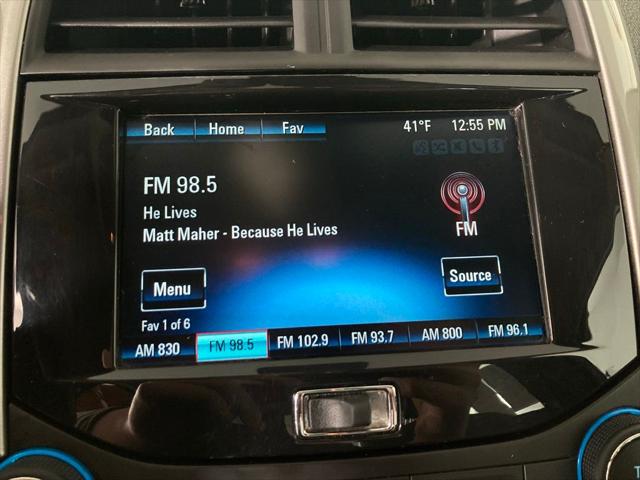 Back Home Fav 41°F 12:55 PM
FM 98.5
He Lives
Matt Maher - Because He Lives
FM
Menu
Source
Fav 1 of 6
AM 830 FM 98.5 FM 102.9 FM 93.7 AM 800 FM 96.1